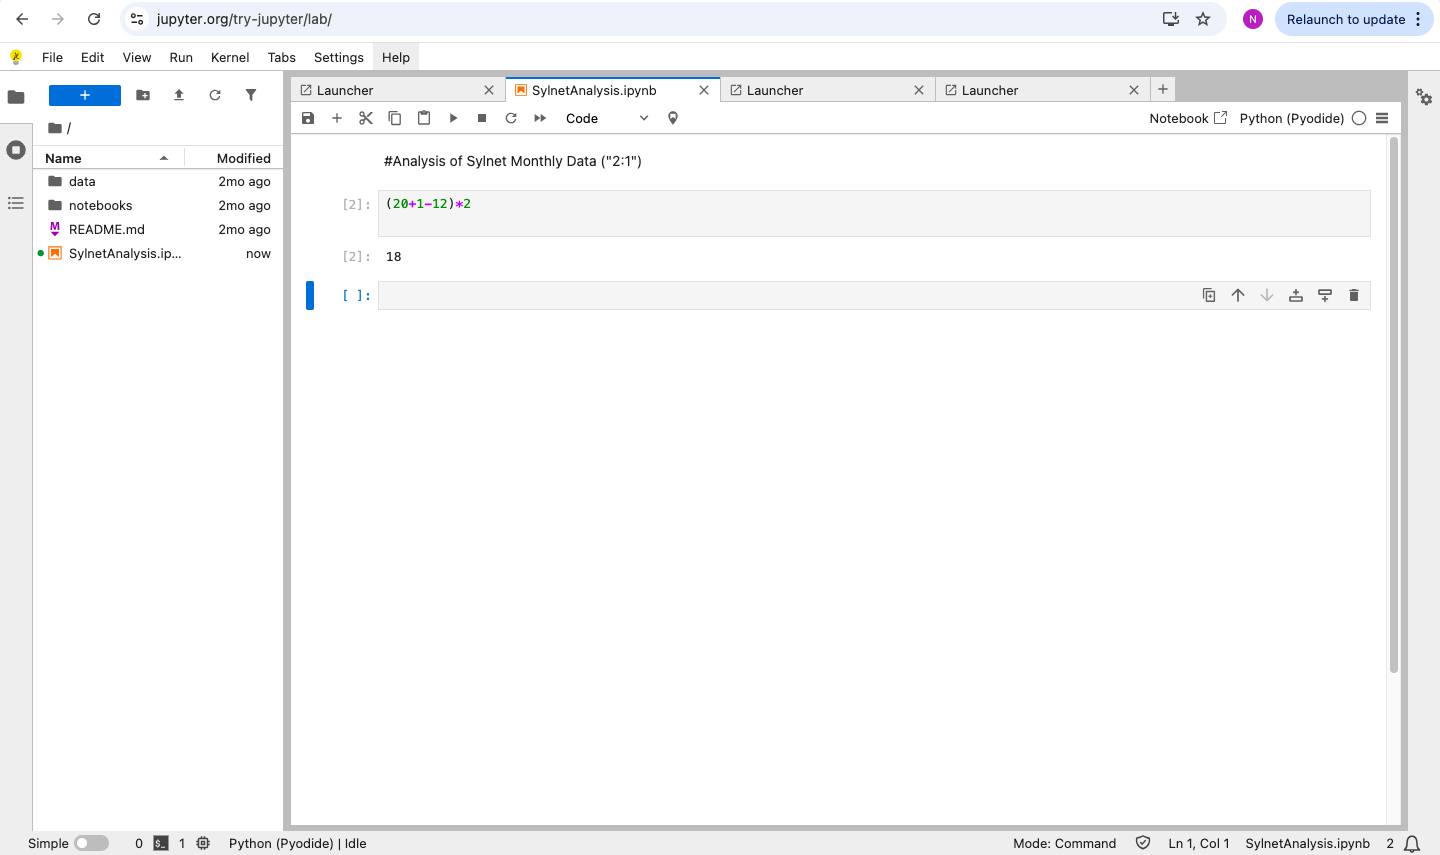 jupyter.org/try-jupyter/lab/
N
Relaunch to update
File Edit View Run Kernel Tabs Settings Help
Launcher
SylnetAnalysis.ipynb
Launcher
Launcher
Code
Notebook
Python (Pyodide)
/
Name Modified
data 2mo ago
notebooks 2mo ago
README.md 2mo ago
SylnetAnalysis.ip... now
#Analysis of Sylnet Monthly Data ("2:1")
[2]: (20+1-12)*2
[2]: 18
[ ]:
Simple 0 $_ 1 Python (Pyodide) | Idle Mode: Command Ln 1, Col 1 SylnetAnalysis.ipynb 2